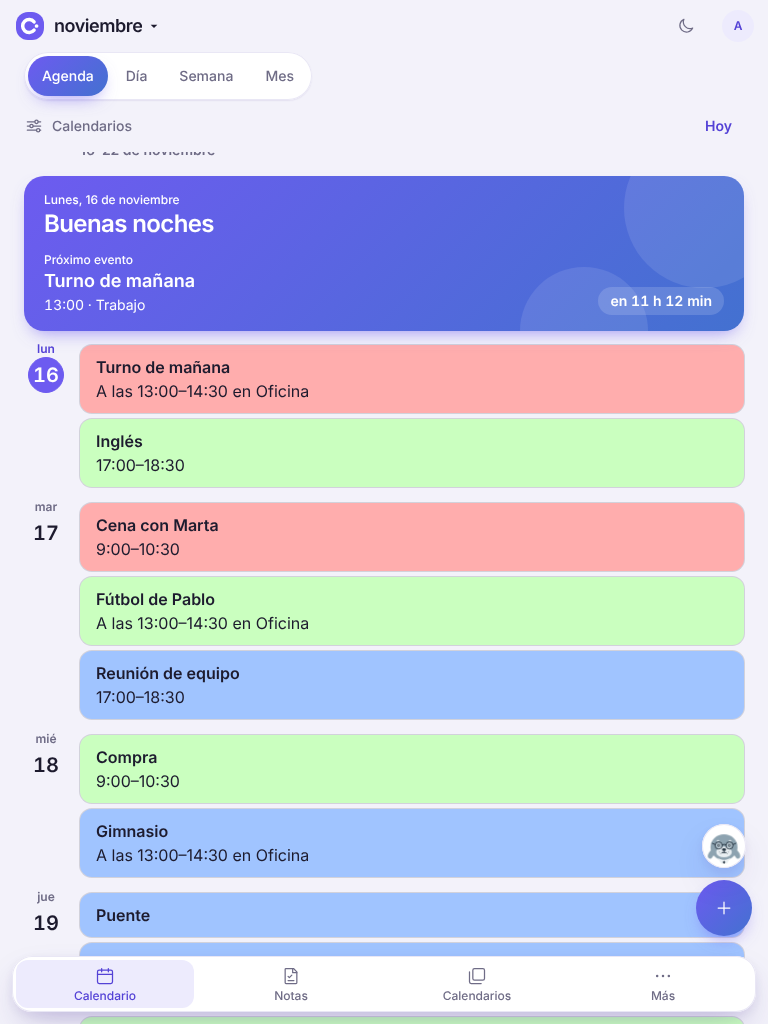 noviembre
A
Agenda
Día
Semana
Mes
Calendarios
Hoy
16–22 de noviembre
Lunes, 16 de noviembre
Buenas noches
Próximo evento
Turno de mañana
13:00 · Trabajo
en 11 h 12 min
lun
16
Turno de mañana
A las 13:00–14:30 en Oficina
Inglés
17:00–18:30
mar
17
Cena con Marta
9:00–10:30
Fútbol de Pablo
A las 13:00–14:30 en Oficina
Reunión de equipo
17:00–18:30
mié
18
Compra
9:00–10:30
Gimnasio
A las 13:00–14:30 en Oficina
jue
19
Puente
Calendario
Notas
Calendarios
Más